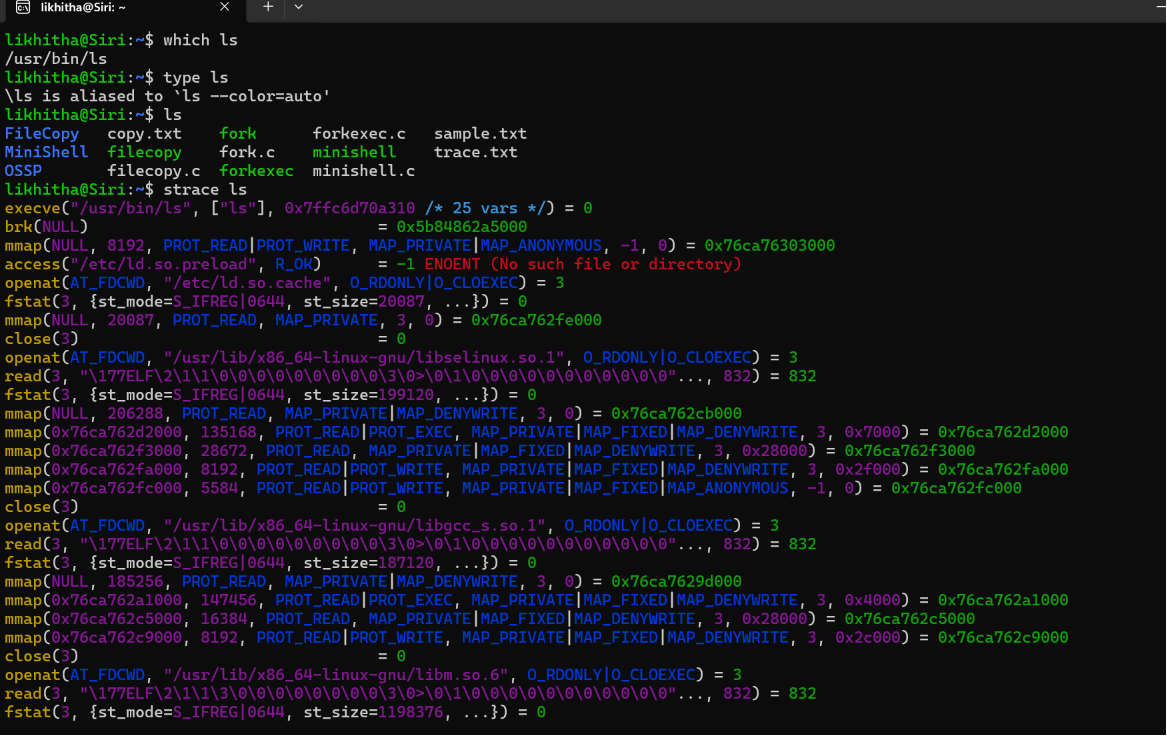 likhitha@Siri: ~
likhitha@Siri:~$ which ls
/usr/bin/ls
likhitha@Siri:~$ type ls
\ls is aliased to `ls --color=auto'
likhitha@Siri:~$ ls
FileCopy   copy.txt    fork      forkexec.c   sample.txt
MiniShell  filecopy    fork.c    minishell    trace.txt
OSSP       filecopy.c  forkexec  minishell.c
likhitha@Siri:~$ strace ls
execve("/usr/bin/ls", ["ls"], 0x7ffc6d70a310 /* 25 vars */) = 0
brk(NULL)                               = 0x5b84862a5000
mmap(NULL, 8192, PROT_READ|PROT_WRITE, MAP_PRIVATE|MAP_ANONYMOUS, -1, 0) = 0x76ca76303000
access("/etc/ld.so.preload", R_OK)      = -1 ENOENT (No such file or directory)
openat(AT_FDCWD, "/etc/ld.so.cache", O_RDONLY|O_CLOEXEC) = 3
fstat(3, {st_mode=S_IFREG|0644, st_size=20087, ...}) = 0
mmap(NULL, 20087, PROT_READ, MAP_PRIVATE, 3, 0) = 0x76ca762fe000
close(3)                                = 0
openat(AT_FDCWD, "/usr/lib/x86_64-linux-gnu/libselinux.so.1", O_RDONLY|O_CLOEXEC) = 3
read(3, "\177ELF\2\1\1\0\0\0\0\0\0\0\0\0\3\0>\0\1\0\0\0\0\0\0\0\0\0\0\0"..., 832) = 832
fstat(3, {st_mode=S_IFREG|0644, st_size=199120, ...}) = 0
mmap(NULL, 206288, PROT_READ, MAP_PRIVATE|MAP_DENYWRITE, 3, 0) = 0x76ca762cb000
mmap(0x76ca762d2000, 135168, PROT_READ|PROT_EXEC, MAP_PRIVATE|MAP_FIXED|MAP_DENYWRITE, 3, 0x7000) = 0x76ca762d2000
mmap(0x76ca762f3000, 28672, PROT_READ, MAP_PRIVATE|MAP_FIXED|MAP_DENYWRITE, 3, 0x28000) = 0x76ca762f3000
mmap(0x76ca762fa000, 8192, PROT_READ|PROT_WRITE, MAP_PRIVATE|MAP_FIXED|MAP_DENYWRITE, 3, 0x2f000) = 0x76ca762fa000
mmap(0x76ca762fc000, 5584, PROT_READ|PROT_WRITE, MAP_PRIVATE|MAP_FIXED|MAP_ANONYMOUS, -1, 0) = 0x76ca762fc000
close(3)                                = 0
openat(AT_FDCWD, "/usr/lib/x86_64-linux-gnu/libgcc_s.so.1", O_RDONLY|O_CLOEXEC) = 3
read(3, "\177ELF\2\1\1\0\0\0\0\0\0\0\0\0\3\0>\0\1\0\0\0\0\0\0\0\0\0\0\0"..., 832) = 832
fstat(3, {st_mode=S_IFREG|0644, st_size=187120, ...}) = 0
mmap(NULL, 185256, PROT_READ, MAP_PRIVATE|MAP_DENYWRITE, 3, 0) = 0x76ca7629d000
mmap(0x76ca762a1000, 147456, PROT_READ|PROT_EXEC, MAP_PRIVATE|MAP_FIXED|MAP_DENYWRITE, 3, 0x4000) = 0x76ca762a1000
mmap(0x76ca762c5000, 16384, PROT_READ, MAP_PRIVATE|MAP_FIXED|MAP_DENYWRITE, 3, 0x28000) = 0x76ca762c5000
mmap(0x76ca762c9000, 8192, PROT_READ|PROT_WRITE, MAP_PRIVATE|MAP_FIXED|MAP_DENYWRITE, 3, 0x2c000) = 0x76ca762c9000
close(3)                                = 0
openat(AT_FDCWD, "/usr/lib/x86_64-linux-gnu/libm.so.6", O_RDONLY|O_CLOEXEC) = 3
read(3, "\177ELF\2\1\1\3\0\0\0\0\0\0\0\0\3\0>\0\1\0\0\0\0\0\0\0\0\0\0\0"..., 832) = 832
fstat(3, {st_mode=S_IFREG|0644, st_size=1198376, ...}) = 0